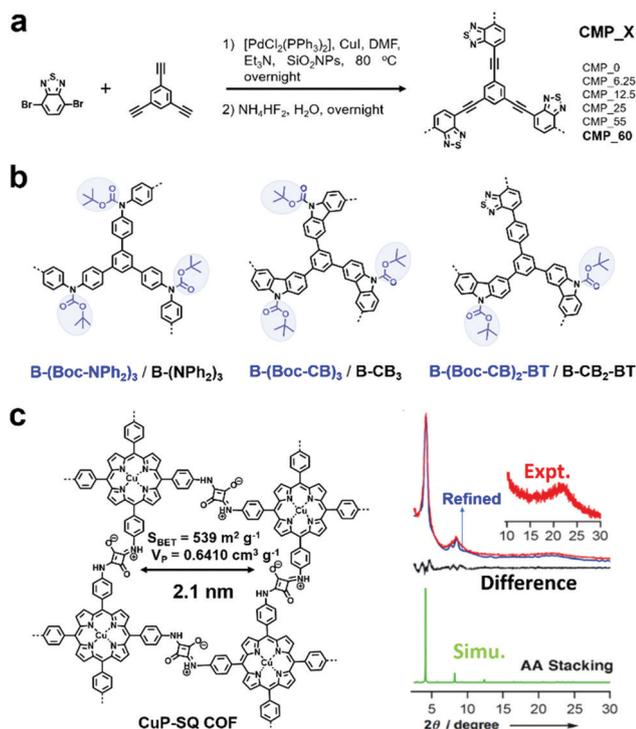 a
1) [PdCl2(PPh3)2], CuI, DMF,
Et3N, SiO2NPs, 80 ºC
overnight
2) NH4HF2, H2O, overnight
N S N
Br
Br
+
CMP_X
CMP_0
CMP_6.25
CMP_12.5
CMP_25
CMP_55
CMP_60
b
B-(Boc-NPh2)3 / B-(NPh2)3
B-(Boc-CB)3 / B-CB3
B-(Boc-CB)2-BT / B-CB2-BT
c
SBET = 539 m2 g-1
VP = 0.6410 cm3 g-1
2.1 nm
CuP-SQ COF
Expt.
Refined
10 15 20 25 30
Difference
Simu.
AA Stacking
5 10 15 20 25 30
2θ / degree